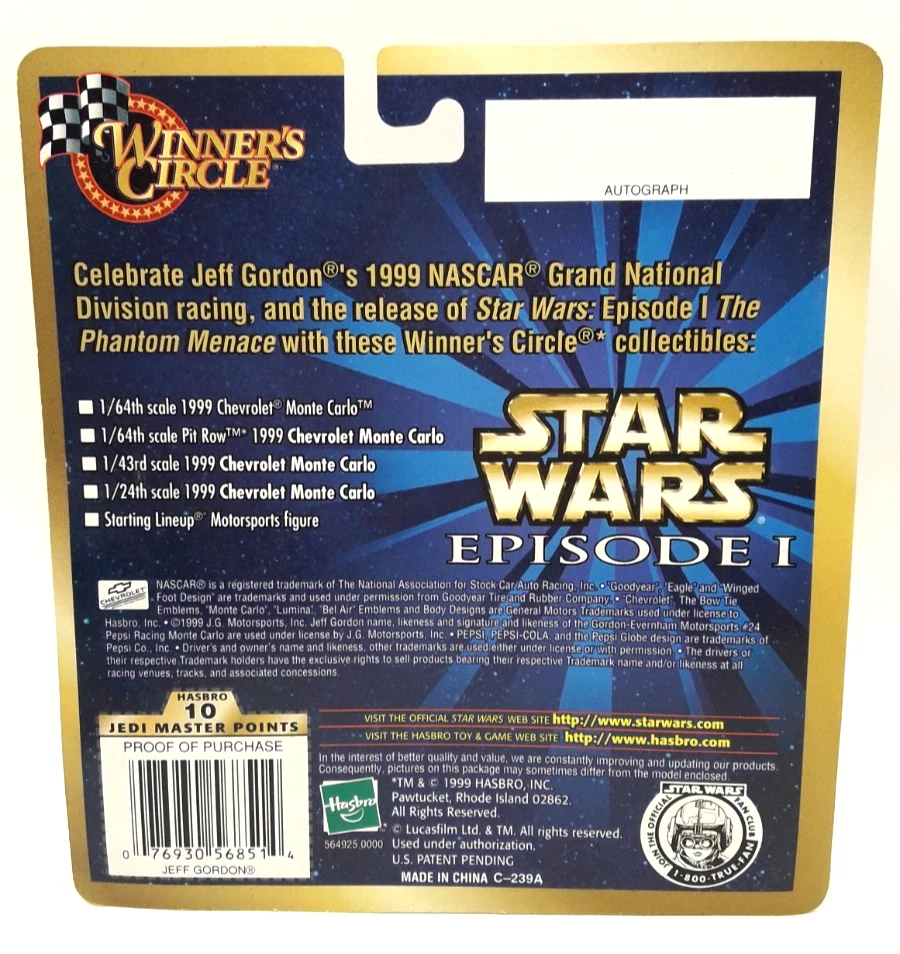 WINNER'S
CIRCLE®
AUTOGRAPH
Celebrate Jeff Gordon®'s 1999 NASCAR® Grand National
Division racing, and the release of Star Wars: Episode I The
Phantom Menace with these Winner's Circle®* collectibles:
1/64th scale 1999 Chevrolet® Monte Carlo™
1/64th scale Pit Row™* 1999 Chevrolet Monte Carlo
1/43rd scale 1999 Chevrolet Monte Carlo
1/24th scale 1999 Chevrolet Monte Carlo
Starting Lineup®* Motorsports figure
STAR
WARS®
EPISODE I
CHEVROLET
NASCAR® is a registered trademark of The National Association for Stock Car Auto Racing, Inc. • "Goodyear", "Eagle" and "Winged
Foot Design" are trademarks and used under permission from Goodyear Tire and Rubber Company. • "Chevrolet", The Bow Tie
Emblems, "Monte Carlo", "Lumina", "Bel Air" Emblems and Body Designs are General Motors Trademarks used under license to
Hasbro, Inc. • ©1999 J.G. Motorsports, Inc. Jeff Gordon name, likeness and signature and likeness of the Gordon-Evernham Motorsports #24
Pepsi Racing Monte Carlo are used under license by J.G. Motorsports, Inc. • PEPSI, PEPSI-COLA, and the Pepsi Globe design are trademarks of
Pepsi Co., Inc. • Driver's and owner's name and likeness, other trademarks are used either under license or with permission. • The drivers or
their respective Trademark holders have the exclusive rights to sell products bearing their respective Trademark name and/or likeness at all
racing venues, tracks, and associated concessions.
HASBRO
10
JEDI MASTER POINTS
PROOF OF PURCHASE
0 76930 56851 4
JEFF GORDON®
VISIT THE OFFICIAL STAR WARS WEB SITE http://www.starwars.com
VISIT THE HASBRO TOY & GAME WEB SITE http://www.hasbro.com
In the interest of better quality and value, we are constantly improving and updating our products.
Consequently, pictures on this package may sometimes differ from the model enclosed.
Hasbro
564925.0000
*TM & © 1999 HASBRO, INC.
Pawtucket, Rhode Island 02862.
All Rights Reserved.
© Lucasfilm Ltd. & TM. All rights reserved.
Used under authorization.
U.S. PATENT PENDING
MADE IN CHINA C-239A
STAR WARS
JOIN THE OFFICIAL FAN CLUB
1-800-TRUE-FAN